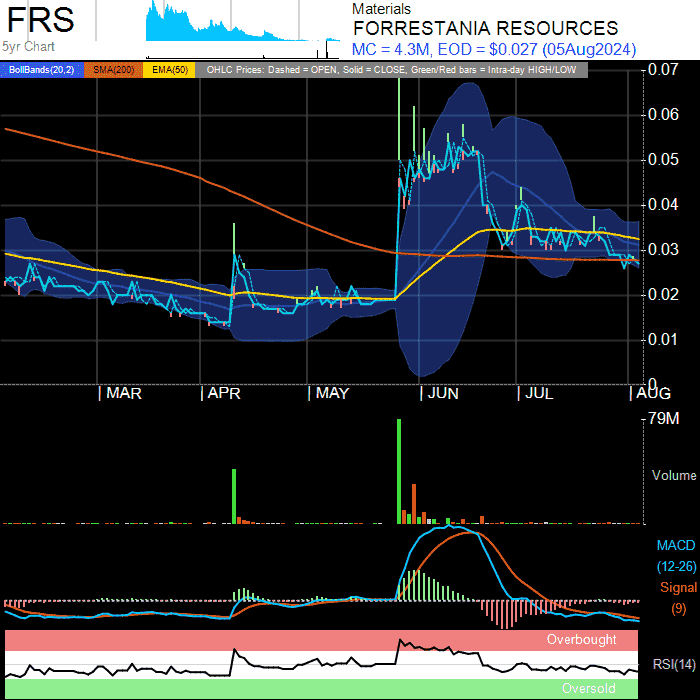 FRS
5yr Chart
Materials
FORRESTANIA RESOURCES
MC = 4.3M, EOD = $0.027 (05Aug2024)
BollBands(20,2) SMA(200) EMA(50) OHLC Prices: Dashed = OPEN, Solid = CLOSE, Green/Red bars = Intra-day HIGH/LOW
0.07
0.06
0.05
0.04
0.03
0.02
0.01
0
| MAR | APR | MAY | JUN | JUL | AUG
79M
Volume
MACD
(12-26)
Signal
(9)
Overbought
RSI(14)
Oversold